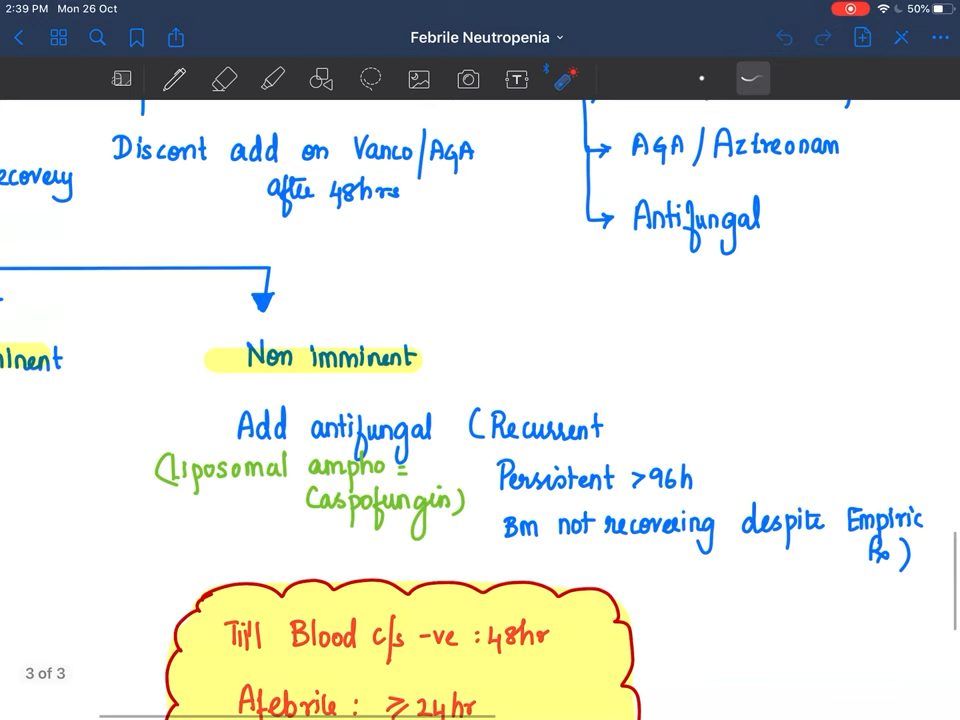 2:39 PM Mon 26 Oct
50%
Febrile Neutropenia
Discont add on Vanco/AGA
after 48hrs
ecovery
AGA / Aztreonam
Antifungal
inent
Non imminent
Add antifungal (Recurrent
(Liposomal ampho =
Caspofungin)
Persistent >96h
Bm not recovering despite Empiric
Rx)
Till Blood c/s -ve : 48hr
Afebrile : ≥ 24hr
3 of 3